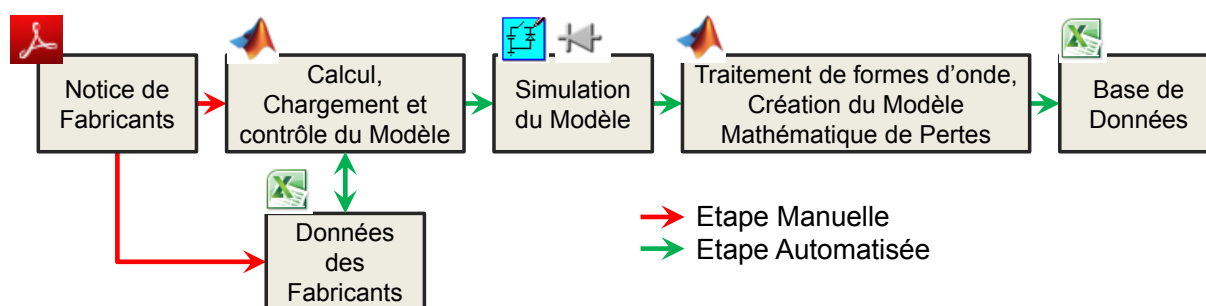 Notice de
Fabricants
Calcul,
Chargement et
contrôle du Modèle
Simulation
du Modèle
Traitement de formes d’onde,
Création du Modèle
Mathématique de Pertes
Base de
Données
Données
des
Fabricants
Etape Manuelle
Etape Automatisée